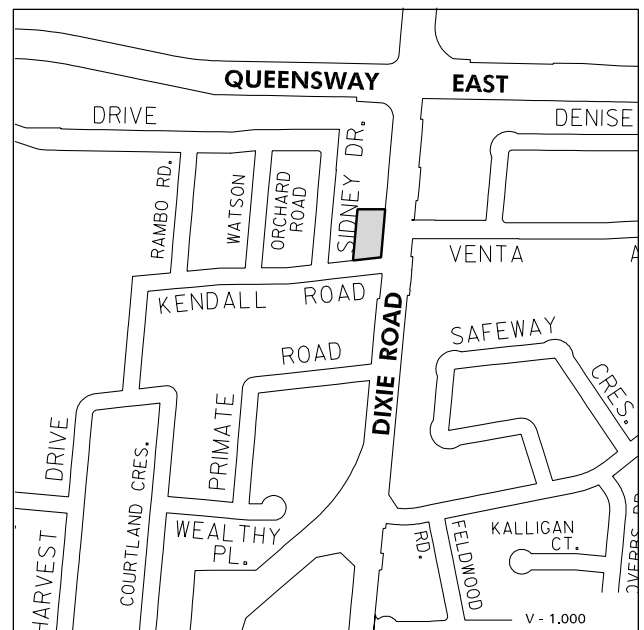 QUEENSWAY EAST
DRIVE
DENISE
SIDNEY DR.
RAMBO RD.
WATSON
ORCHARD
ROAD
VENTA A
KENDALL ROAD
DIXIE ROAD
SAFEWAY
CRES.
ROAD
PRIMATE
DRIVE
COURTLAND CRES.
HARVEST
WEALTHY
PL.
RD.
FELDWOOD
KALLIGAN
CT.
V - 1.000